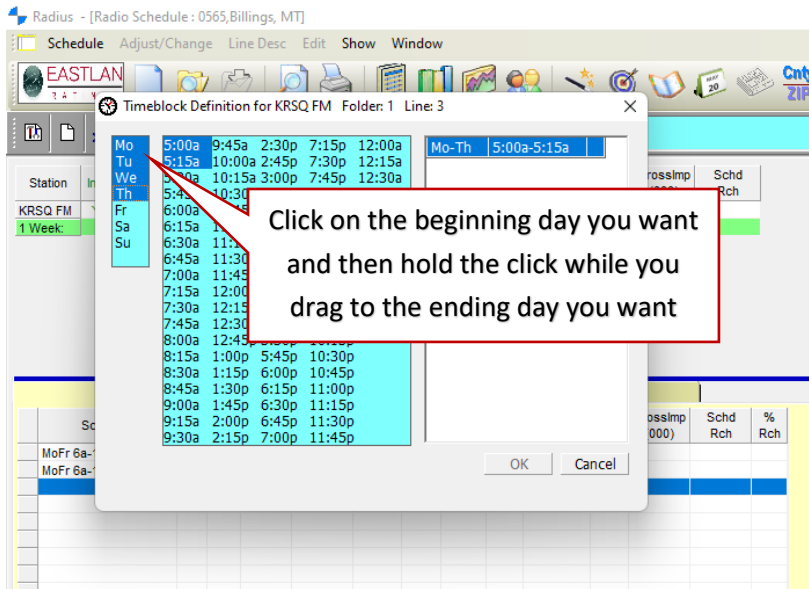 Radius - [Radio Schedule : 0565,Billings, MT]
Schedule Adjust/Change Line Desc Edit Show Window
EASTLAN
Cnty
ZIP
MAY
20
Timeblock Definition for KRSQ FM Folder: 1 Line: 3
Mo 5:00a 9:45a 2:30p 7:15p 12:00a Mo-Th 5:00a-5:15a
Tu 5:15a 10:00a 2:45p 7:30p 12:15a
We 10:15a 3:00p 7:45p 12:30a
Th
Fr 6:00a
Sa 6:15a
Su 6:30a
6:45a 11:30
7:00a 11:45
7:15a 12:00
7:30a 12:15
7:45a 12:30
8:00a 12:45p
8:15a 1:00p 5:45p 10:30p
8:30a 1:15p 6:00p 10:45p
8:45a 1:30p 6:15p 11:00p
9:00a 1:45p 6:30p 11:15p
9:15a 2:00p 6:45p 11:30p
9:30a 2:15p 7:00p 11:45p
Click on the beginning day you want
and then hold the click while you
drag to the ending day you want
OK Cancel
Station Schd
Rch
KRSQ FM
1 Week:
Schd %
000) Rch Rch
MoFr 6a-
MoFr 6a-